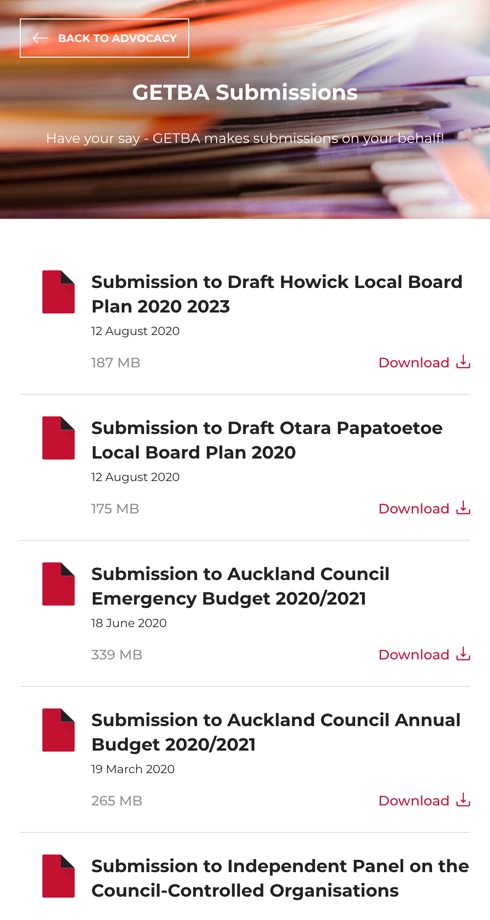 BACK TO ADVOCACY
GETBA Submissions
Have your say - GETBA makes submissions on your behalf!
Submission to Draft Howick Local Board
Plan 2020 2023
12 August 2020
187 MB
Download
Submission to Draft Otara Papatoetoe
Local Board Plan 2020
12 August 2020
175 MB
Download
Submission to Auckland Council
Emergency Budget 2020/2021
18 June 2020
339 MB
Download
Submission to Auckland Council Annual
Budget 2020/2021
19 March 2020
265 MB
Download
Submission to Independent Panel on the
Council-Controlled Organisations